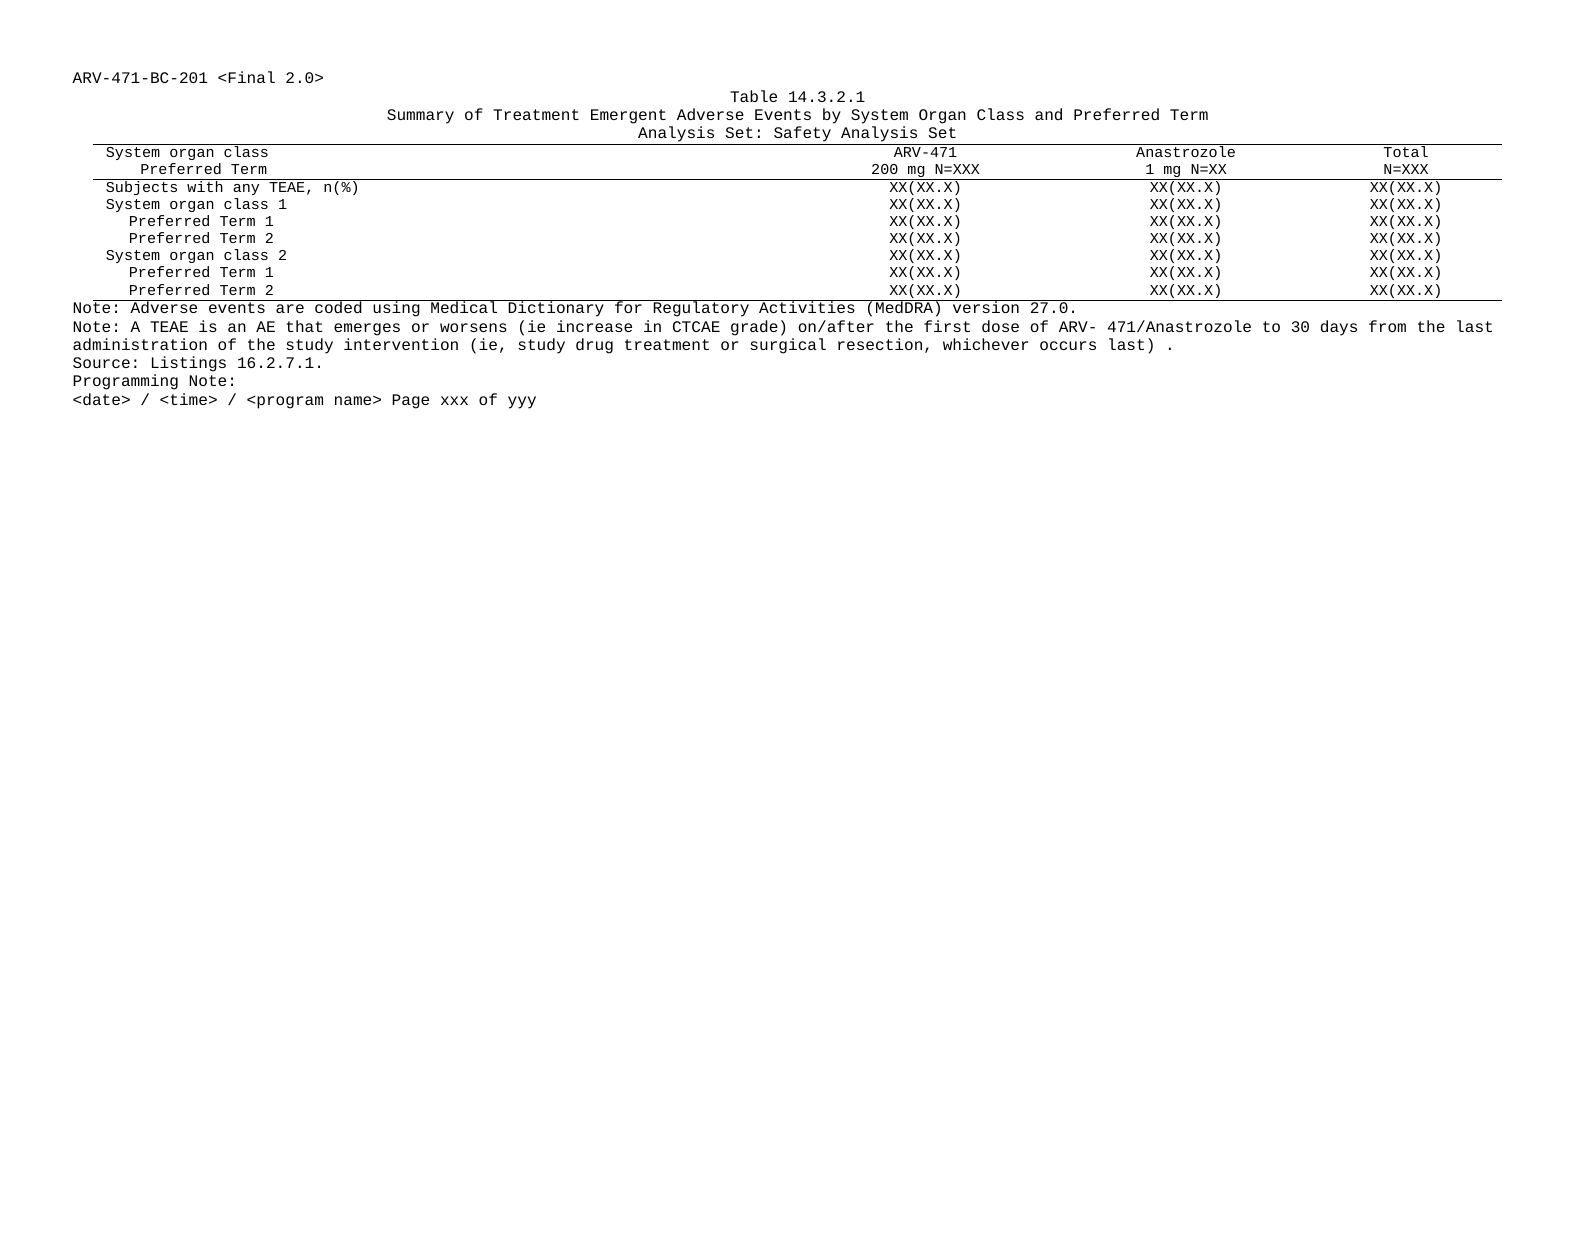 ARV-471-BC-201 <Final 2.0>
Table 14.3.2.1
Summary of Treatment Emergent Adverse Events by System Organ Class and Preferred Term
Analysis Set: Safety Analysis Set
System organ class ARV-471 Anastrozole Total
Preferred Term 200 mg N=XXX 1 mg N=XX N=XXX
Subjects with any TEAE, n(%) XX(XX.X) XX(XX.X) XX(XX.X)
System organ class 1 XX(XX.X) XX(XX.X) XX(XX.X)
Preferred Term 1 XX(XX.X) XX(XX.X) XX(XX.X)
Preferred Term 2 XX(XX.X) XX(XX.X) XX(XX.X)
System organ class 2 XX(XX.X) XX(XX.X) XX(XX.X)
Preferred Term 1 XX(XX.X) XX(XX.X) XX(XX.X)
Preferred Term 2 XX(XX.X) XX(XX.X) XX(XX.X)
Note: Adverse events are coded using Medical Dictionary for Regulatory Activities (MedDRA) version 27.0.
Note: A TEAE is an AE that emerges or worsens (ie increase in CTCAE grade) on/after the first dose of ARV- 471/Anastrozole to 30 days from the last
administration of the study intervention (ie, study drug treatment or surgical resection, whichever occurs last) .
Source: Listings 16.2.7.1.
Programming Note:
<date> / <time> / <program name> Page xxx of yyy